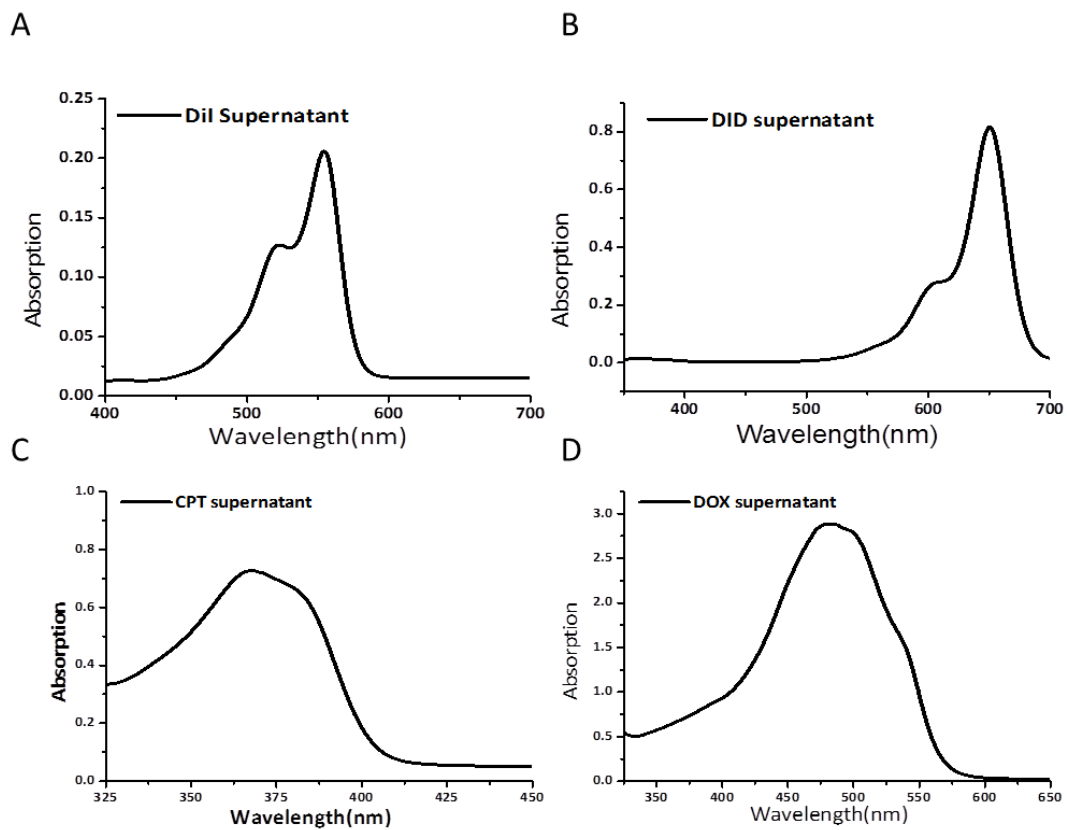 A
B
DiI Supernatant
0.25
0.20
0.15
0.10
0.05
0.00
Absorption
400
500
600
700
Wavelength(nm)
DID supernatant
0.8
0.6
0.4
0.2
0.0
Absorption
400
500
600
700
Wavelength(nm)
C
D
CPT supernatant
1.0
0.8
0.6
0.4
0.2
0.0
Absorption
325
350
375
400
425
450
Wavelength(nm)
DOX supernatant
3.0
2.5
2.0
1.5
1.0
0.5
0.0
Absorption
350
400
450
500
550
600
650
Wavelength(nm)